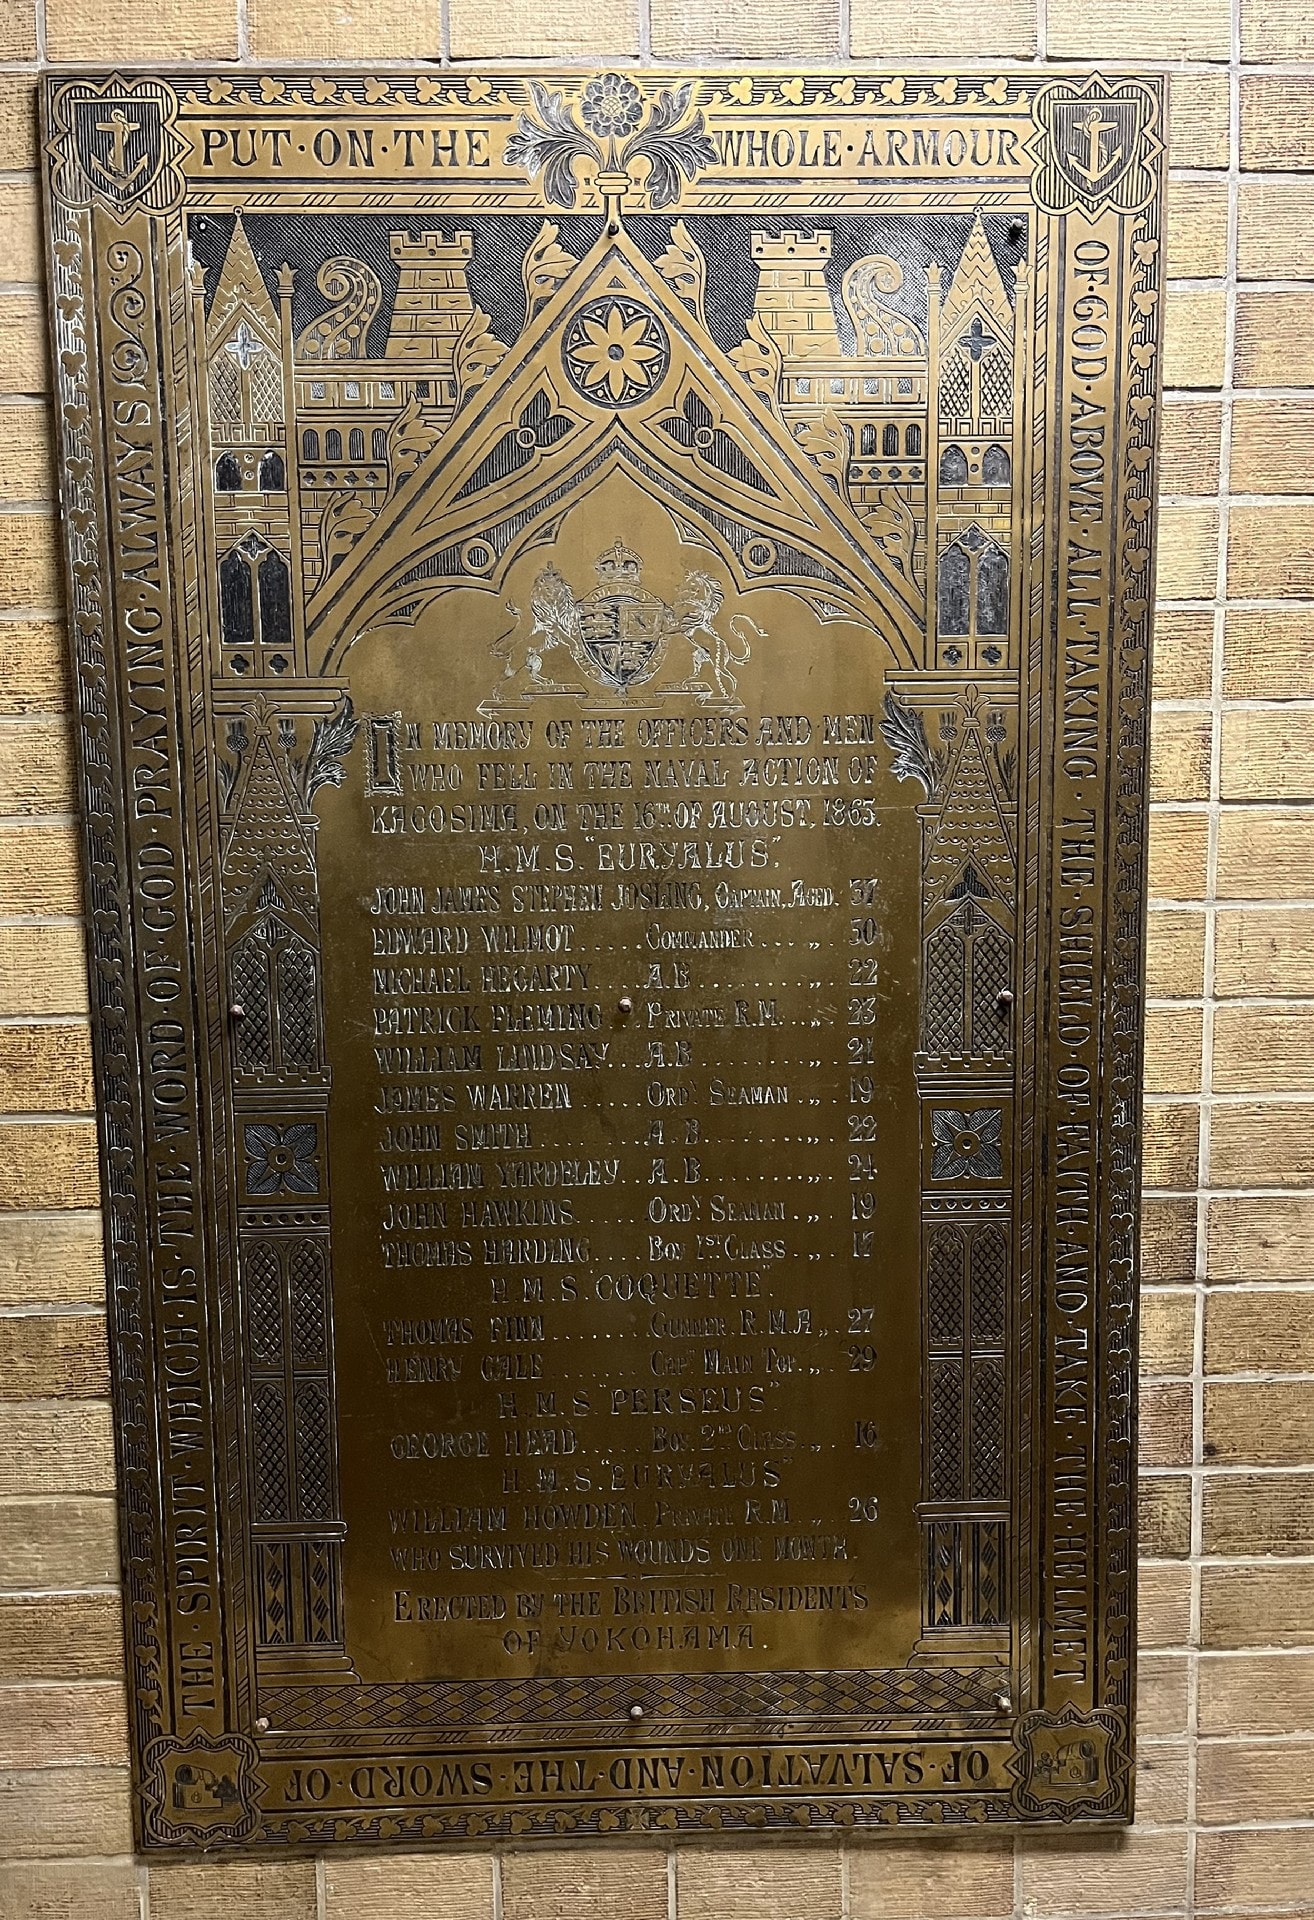 PUT·ON·THE WHOLE·ARMOUR
OF·GOD·ABOVE·ALL·TAKING·THE·SHIELD·OF·FAITH·AND·TAKE·THE·HELMET
OF·SALVATION·AND·THE·SWORD·OF
THE·SPIRIT·WHICH·IS·THE·WORD·OF·GOD·PRAYING·ALWAYS
IN MEMORY OF THE OFFICERS AND·MEN
WHO FELL IN THE NAVAL ACTION OF
KAGOSIMA, ON THE 16TH OF AUGUST, 1863.
H.M.S. "EURYALUS".
JOHN JAMES STEPHEN JOSLING, CAPTAIN, AGED. 37
EDWARD WILMOT.....COMMANDER... „. 30
MICHAEL HEGARTY....A.B........„. 22
PATRICK FLEMING...PRIVATE R.M...„. 23
WILLIAM LINDSAY...A.B.........„. 21
JAMES WARREN.....ORDY SEAMAN.„. 19
JOHN SMITH........A.B.........„. 22
WILLIAM YARDELEY..A.B........„. 24
JOHN HAWKINS......ORDY SEAMAN.„. 19
THOMAS HARDING....BOY 1ST CLASS.„. 17
H.M.S. "COQUETTE".
THOMAS FINN.......GUNNER, R.M.A„. 27
HENRY GALE.......CAPT MAIN TOP.„. 29
H.M.S "PERSEUS".
GEORGE HEAD.....BOY. 2ND CLASS.„. 16
H.M.S. "EURYALUS"
WILLIAM HOWDEN. PRIVATE R.M.„. 26
WHO SURVIVED HIS WOUNDS ONE MONTH.
ERECTED BY THE BRITISH RESIDENTS
OF YOKOHAMA.